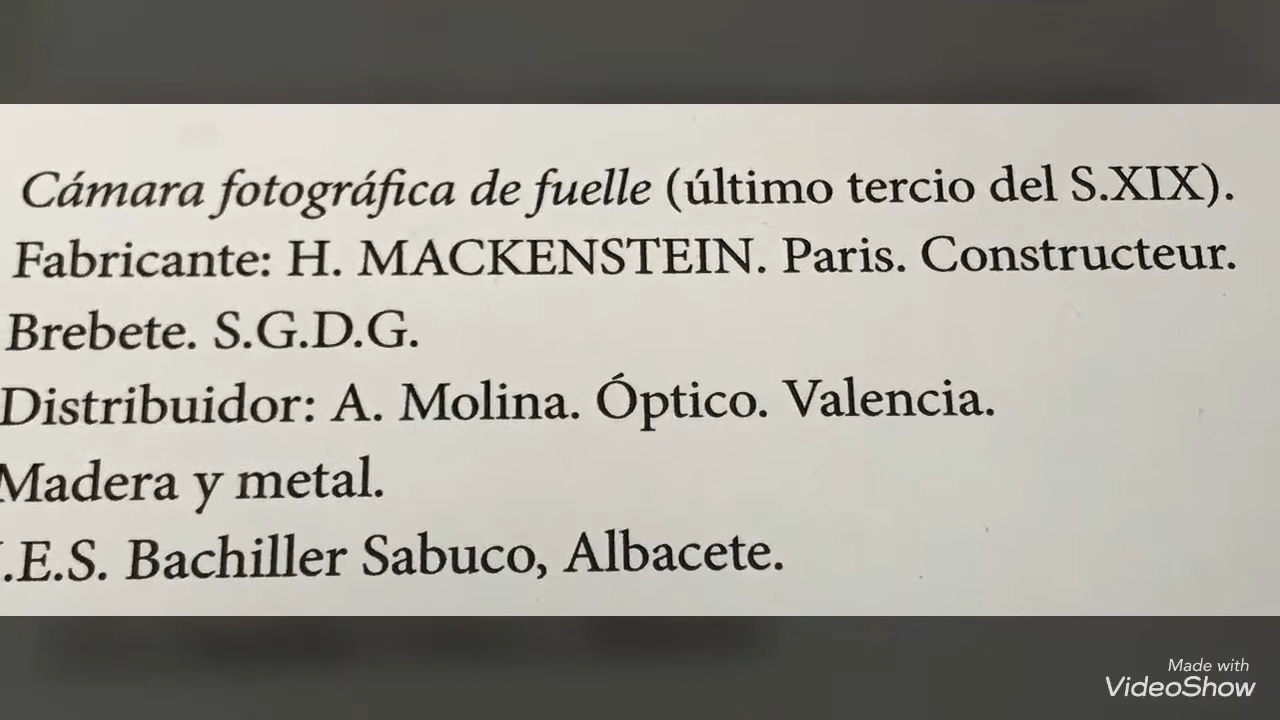 Cámara fotográfica de fuelle (último tercio del S.XIX).
Fabricante: H. MACKENSTEIN. Paris. Constructeur.
Brebete. S.G.D.G.
Distribuidor: A. Molina. Óptico. Valencia.
Madera y metal.
.E.S. Bachiller Sabuco, Albacete.
Made with
VideoShow